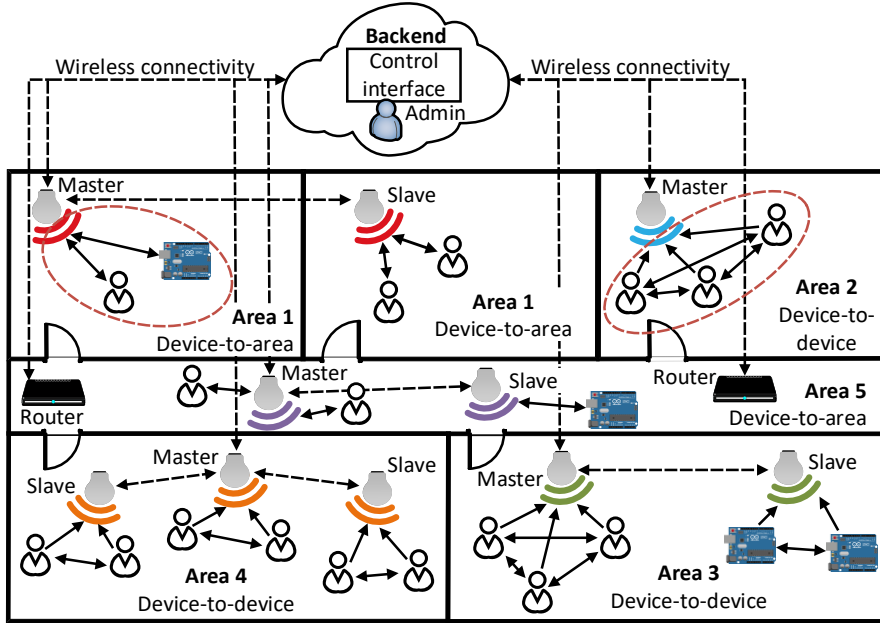 Backend
Wireless connectivity
Control
interface
Wireless connectivity
Admin
Master
Slave
Master
Area 1
Device-to-area
Area 1
Device-to-area
Area 2
Device-to-
device
Router
Master
Slave
Router
Area 5
Device-to-area
Slave
Master
Slave
Area 4
Device-to-device
Master
Slave
Area 3
Device-to-device